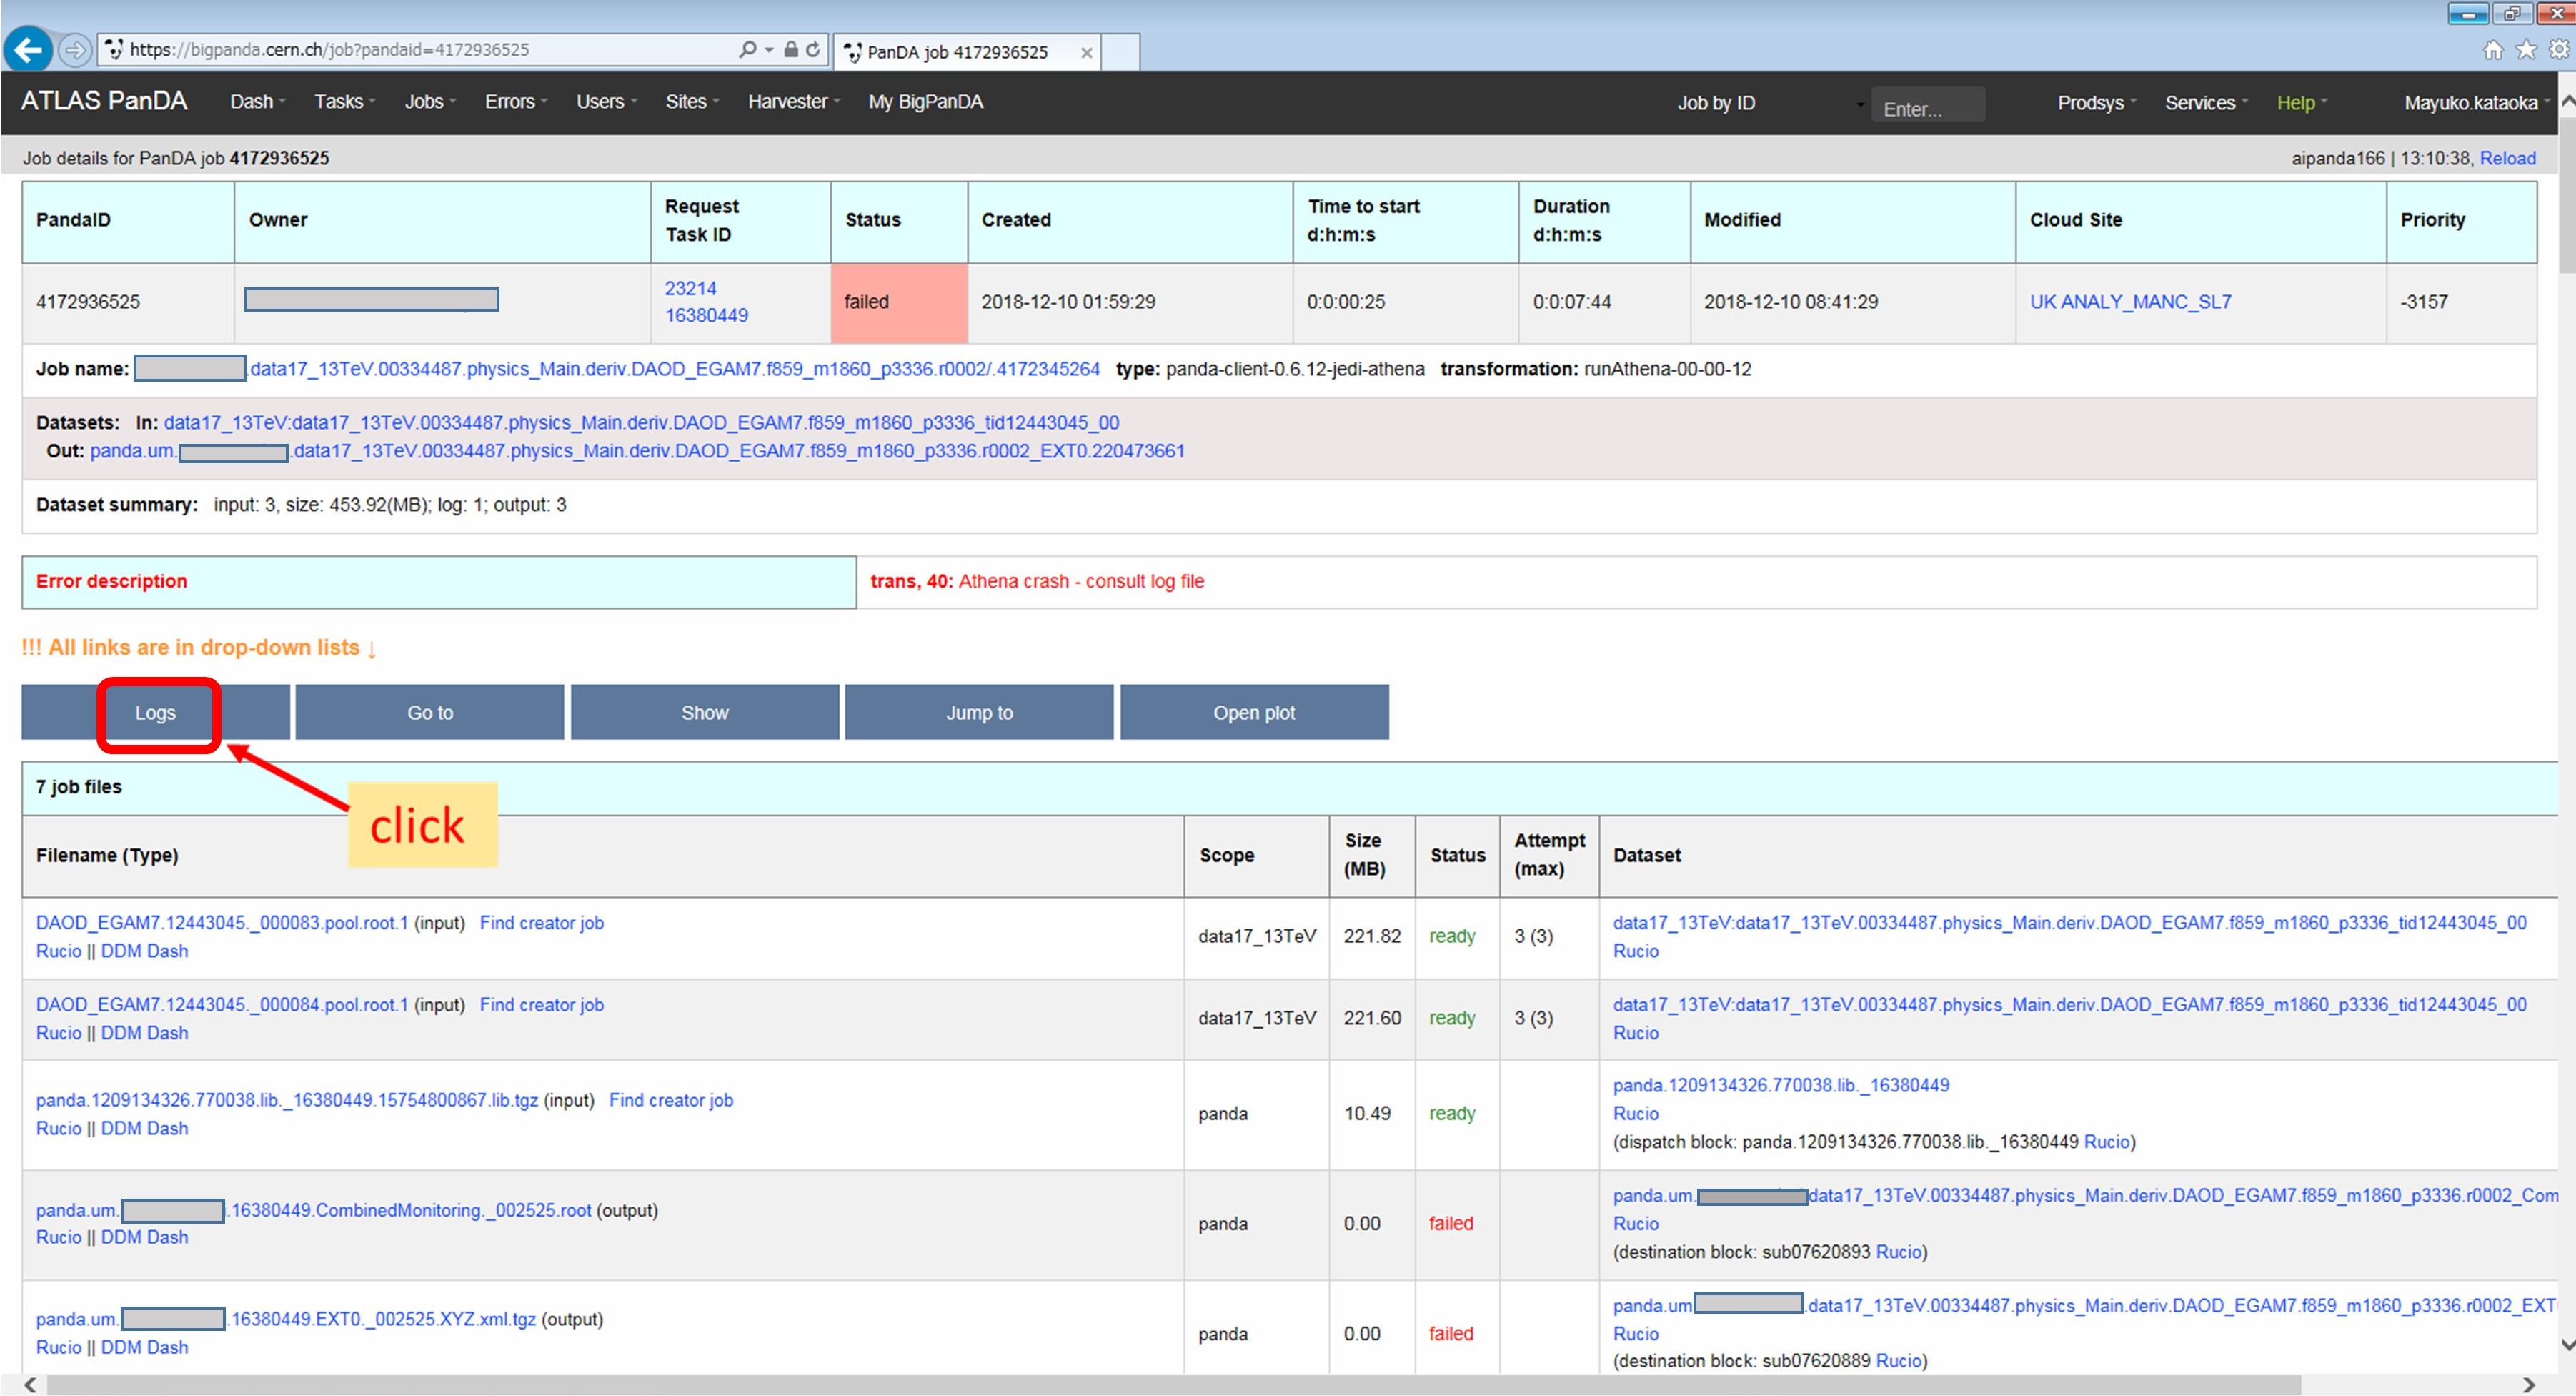 https://bigpanda.cern.ch/job?pandaid=4172936525
PanDA job 4172936525
ATLAS PanDA Dash Tasks Jobs Errors Users Sites Harvester My BigPanDA Job by ID Enter... Prodsys Services Help Mayuko.kataoka
Job details for PanDA job 4172936525 aipanda166 | 13:10:38, Reload
PandaID Owner Request Task ID Status Created Time to start d:h:m:s Duration d:h:m:s Modified Cloud Site Priority
4172936525 23214 16380449 failed 2018-12-10 01:59:29 0:0:00:25 0:0:07:44 2018-12-10 08:41:29 UK ANALY_MANC_SL7 -3157
Job name: .data17_13TeV.00334487.physics_Main.deriv.DAOD_EGAM7.f859_m1860_p3336.r0002/.4172345264 type: panda-client-0.6.12-jedi-athena transformation: runAthena-00-00-12
Datasets: In: data17_13TeV:data17_13TeV.00334487.physics_Main.deriv.DAOD_EGAM7.f859_m1860_p3336_tid12443045_00
Out: panda.um. .data17_13TeV.00334487.physics_Main.deriv.DAOD_EGAM7.f859_m1860_p3336.r0002_EXT0.220473661
Dataset summary: input: 3, size: 453.92(MB); log: 1; output: 3
Error description trans, 40: Athena crash - consult log file
!!! All links are in drop-down lists ↓
Logs Go to Show Jump to Open plot
click
7 job files
Filename (Type) Scope Size (MB) Status Attempt (max) Dataset
DAOD_EGAM7.12443045._000083.pool.root.1 (input) Find creator job
Rucio || DDM Dash
data17_13TeV 221.82 ready 3 (3)
data17_13TeV:data17_13TeV.00334487.physics_Main.deriv.DAOD_EGAM7.f859_m1860_p3336_tid12443045_00
Rucio
DAOD_EGAM7.12443045._000084.pool.root.1 (input) Find creator job
Rucio || DDM Dash
data17_13TeV 221.60 ready 3 (3)
data17_13TeV:data17_13TeV.00334487.physics_Main.deriv.DAOD_EGAM7.f859_m1860_p3336_tid12443045_00
Rucio
panda.1209134326.770038.lib._16380449.15754800867.lib.tgz (input) Find creator job
Rucio || DDM Dash
panda 10.49 ready
panda.1209134326.770038.lib._16380449
Rucio
(dispatch block: panda.1209134326.770038.lib._16380449 Rucio)
panda.um. .16380449.CombinedMonitoring._002525.root (output)
Rucio || DDM Dash
panda 0.00 failed
panda.um. data17_13TeV.00334487.physics_Main.deriv.DAOD_EGAM7.f859_m1860_p3336.r0002_Com
Rucio
(destination block: sub07620893 Rucio)
panda.um. .16380449.EXT0._002525.XYZ.xml.tgz (output)
Rucio || DDM Dash
panda 0.00 failed
panda.um .data17_13TeV.00334487.physics_Main.deriv.DAOD_EGAM7.f859_m1860_p3336.r0002_EXT
Rucio
(destination block: sub07620889 Rucio)